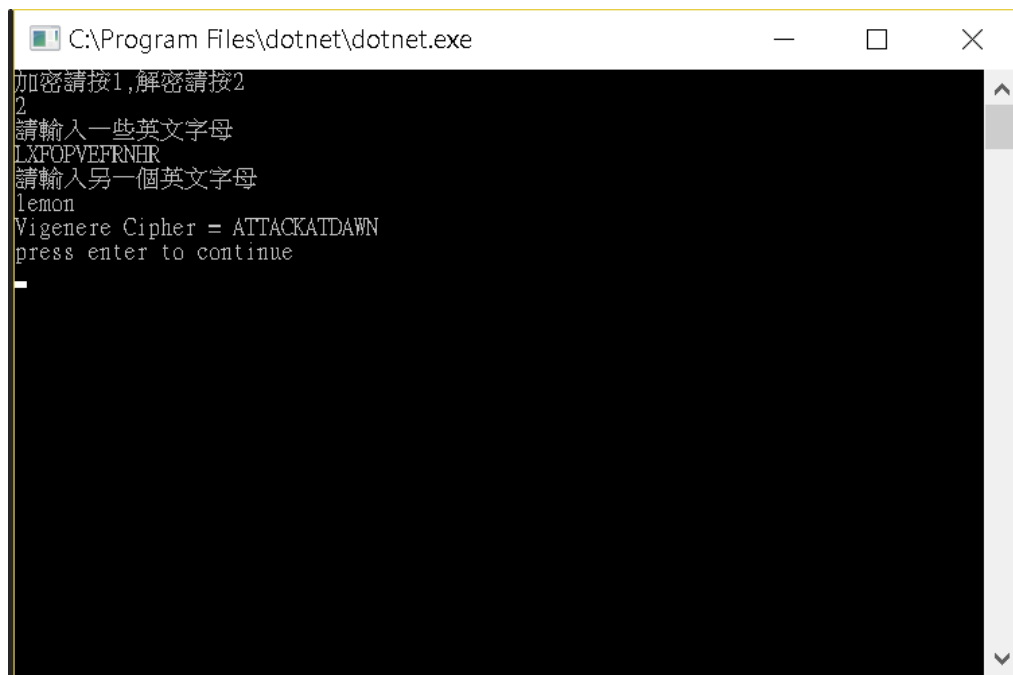 C:\Program Files\dotnet\dotnet.exe
加密請按1,解密請按2
2
請輸入一些英文字母
LXFOPVEFRNHR
請輸入另一個英文字母
lemon
Vigenere Cipher = ATTACKATDAWN
press enter to continue